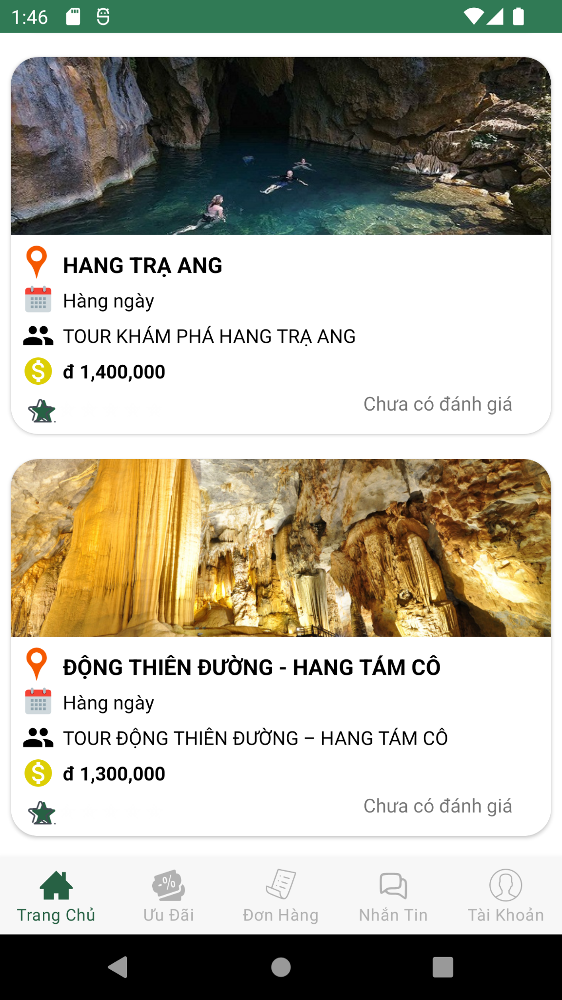 1:46
HANG TRẠ ANG
Hàng ngày
TOUR KHÁM PHÁ HANG TRẠ ANG
đ 1,400,000
Chưa có đánh giá
ĐỘNG THIÊN ĐƯỜNG - HANG TÁM CÔ
Hàng ngày
TOUR ĐỘNG THIÊN ĐƯỜNG – HANG TÁM CÔ
đ 1,300,000
Chưa có đánh giá
Trang Chủ
Ưu Đãi
Đơn Hàng
Nhắn Tin
Tài Khoản